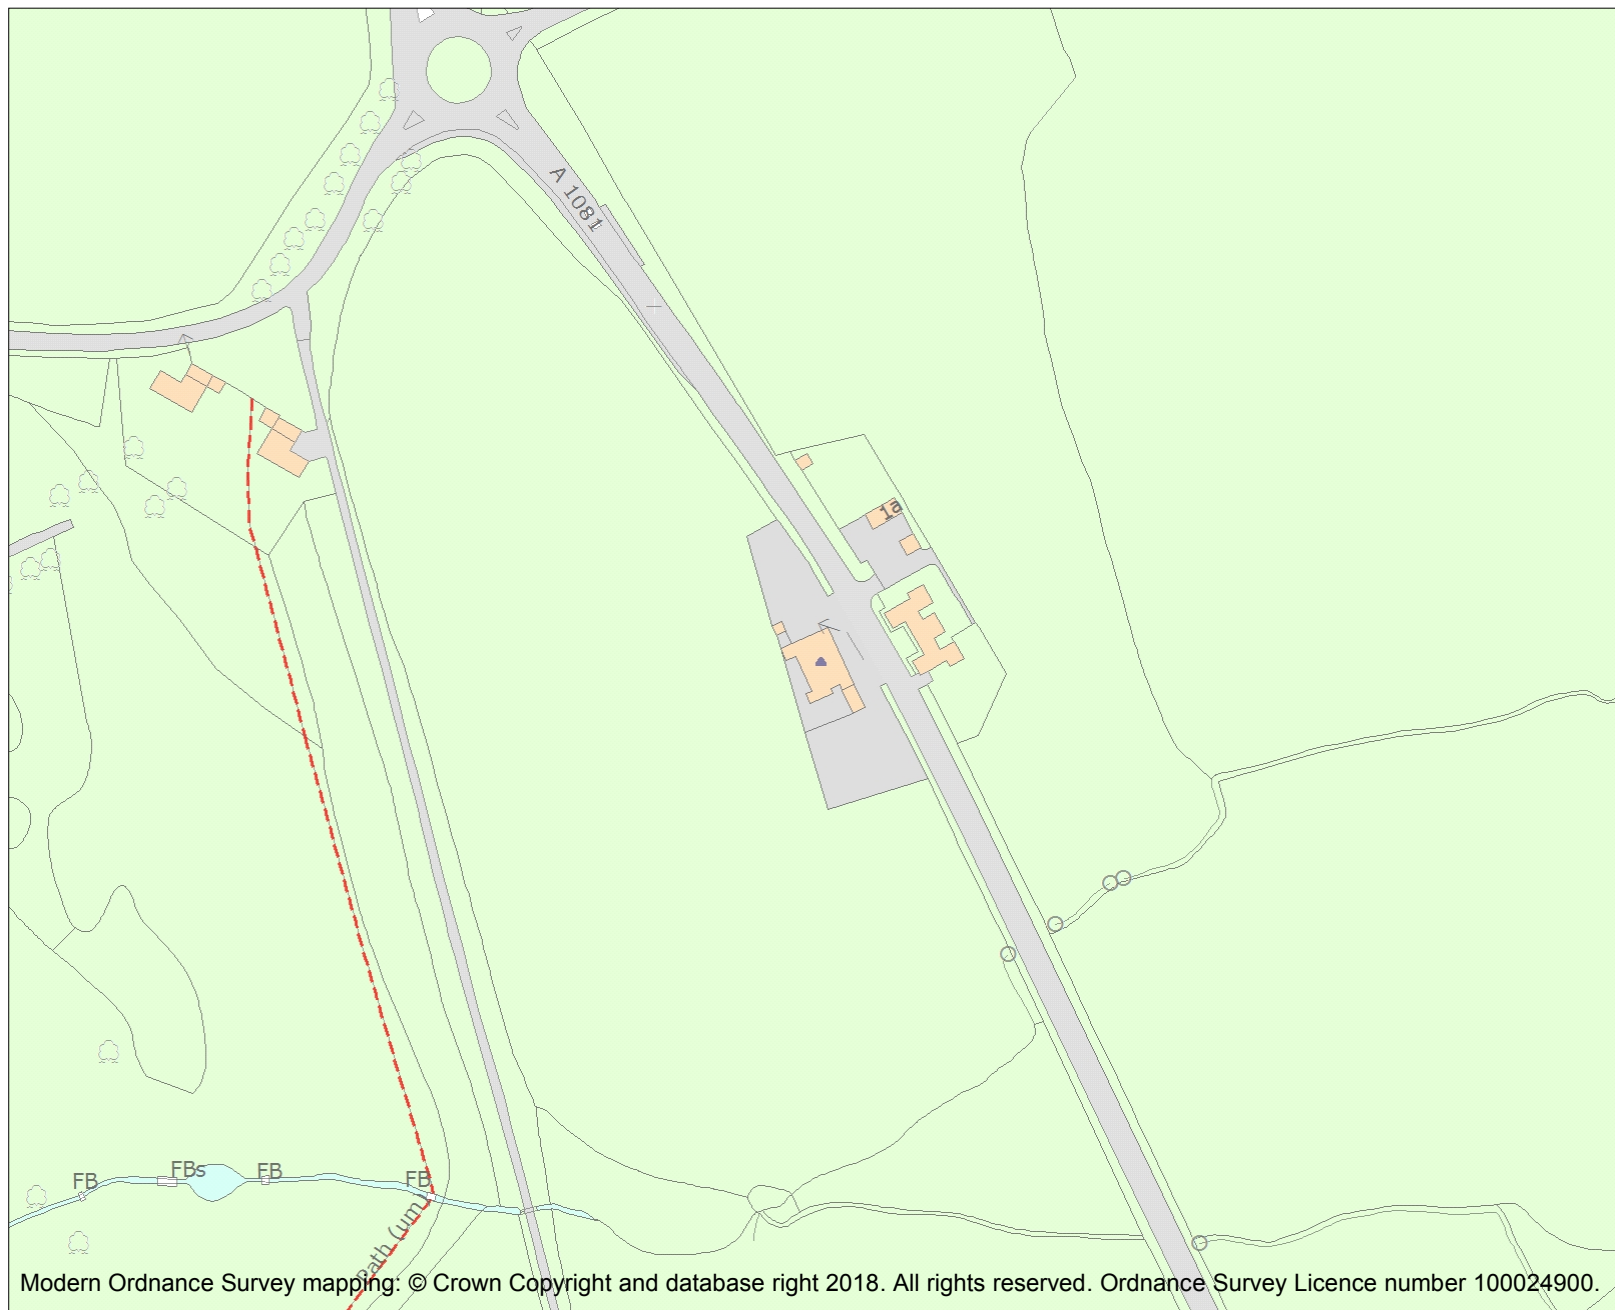 A 1081
1a
FB
FBs
FB
FB
Path (um)
Modern Ordnance Survey mapping: © Crown Copyright and database right 2018. All rights reserved. Ordnance Survey Licence number 100024900.